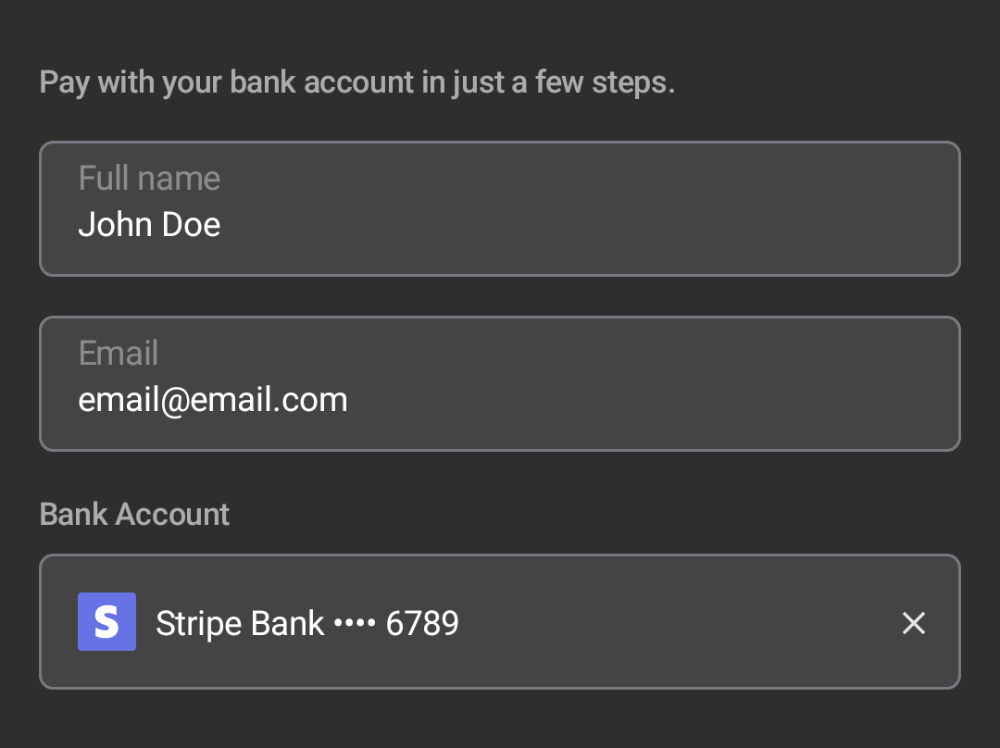 Pay with your bank account in just a few steps.
Full name
John Doe
Email
email@email.com
Bank Account
S Stripe Bank •••• 6789